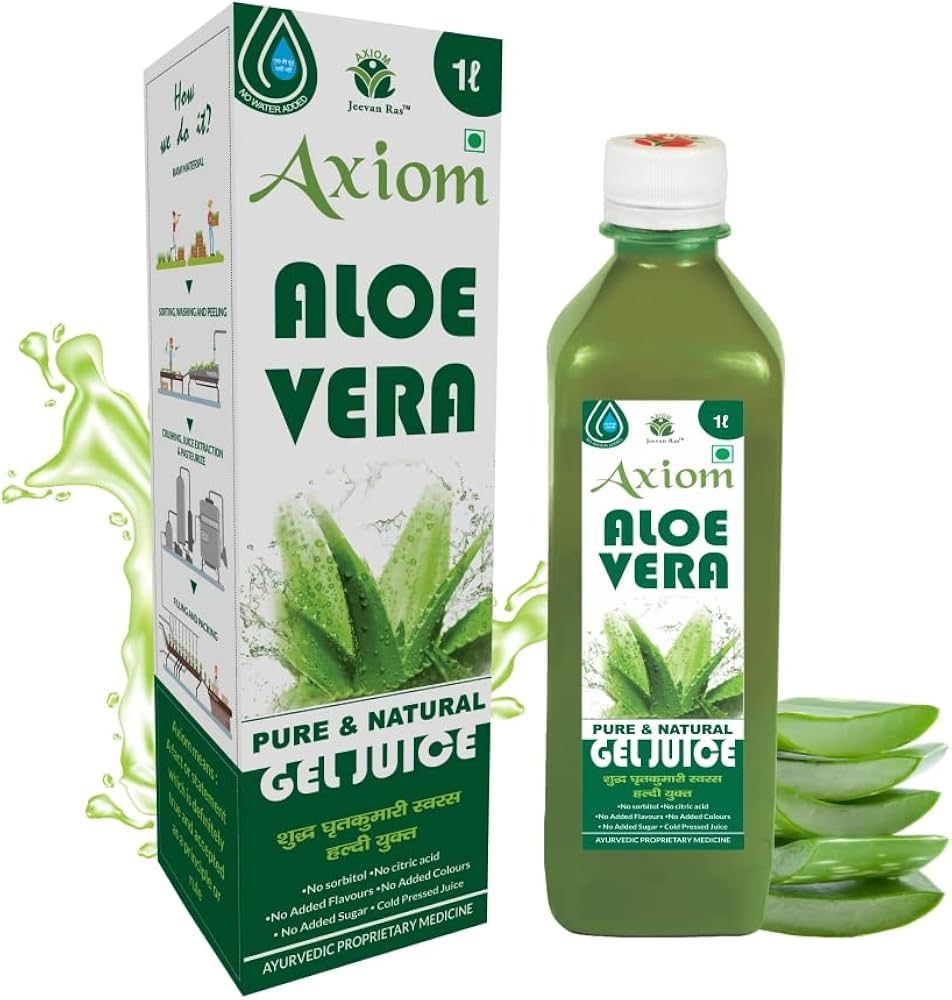 NO WATER ADDED
AXIOM
Jeevan Ras™
1ℓ
Axiom
ALOE
VERA
PURE & NATURAL
GEL JUICE
शुद्ध घृतकुमारी स्वरस
हल्दी युक्त
•No sorbitol •No citric acid
•No Added Flavours •No Added Colours
• No Added Sugar • Cold Pressed Juice
AYURVEDIC PROPRIETARY MEDICINE
How
we do it?
RAW MATERIAL
SORTING, WASHING AND PEELING
CRUSHING, JUICE EXTRACTION
& PASTEURIZE
FILLING AND PACKING
Axiom means -
A fact or statement
which is definitely
true and accepted
as a principle or
rule
AXIOM
Jeevan Ras™
1ℓ
Axiom
ALOE
VERA
PURE & NATURAL
GEL JUICE
शुद्ध घृतकुमारी स्वरस
हल्दी युक्त
•No sorbitol •No citric acid
•No Added Flavours •No Added Colours
• No Added Sugar • Cold Pressed Juice
AYURVEDIC PROPRIETARY MEDICINE